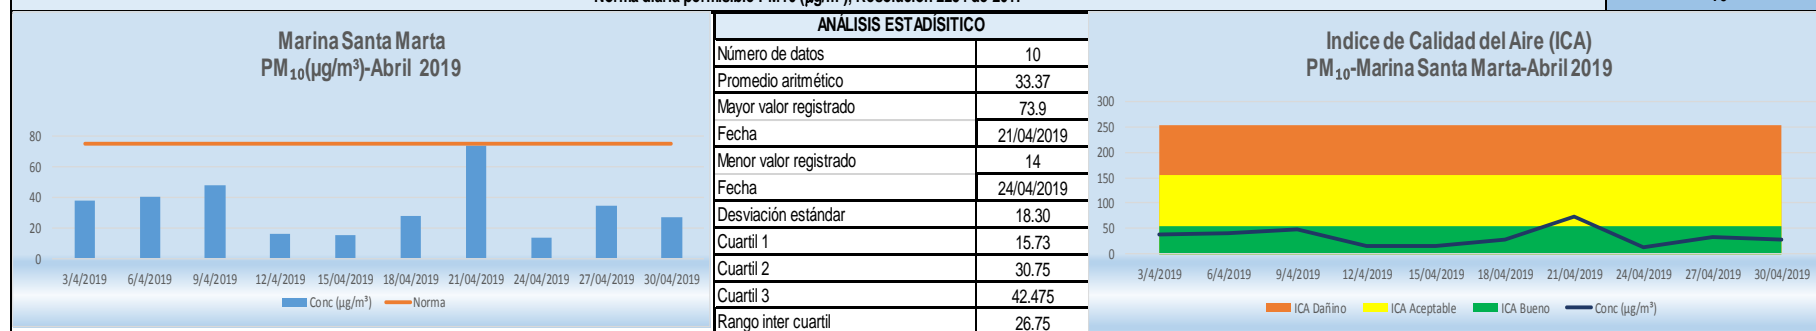 ANÁLISIS ESTADÍSITICO
Marina Santa Marta
PM₁₀(µg/m³)-Abril 2019
80
60
40
20
0
3/4/2019 6/4/2019 9/4/2019 12/4/2019 15/04/2019 18/04/2019 21/04/2019 24/04/2019 27/04/2019 30/04/2019
Conc (µg/m³) Norma
Número de datos 10
Promedio aritmético 33.37
Mayor valor registrado 73.9
Fecha 21/04/2019
Menor valor registrado 14
Fecha 24/04/2019
Desviación estándar 18.30
Cuartil 1 15.73
Cuartil 2 30.75
Cuartil 3 42.475
Rango inter cuartil 26.75
Indice de Calidad del Aire (ICA)
PM₁₀-Marina Santa Marta-Abril 2019
300
250
200
150
100
50
0
3/4/2019 6/4/2019 9/4/2019 12/4/2019 15/04/2019 18/04/2019 21/04/2019 24/04/2019 27/04/2019 30/04/2019
ICA Dañino ICA Aceptable ICA Bueno Conc (µg/m³)